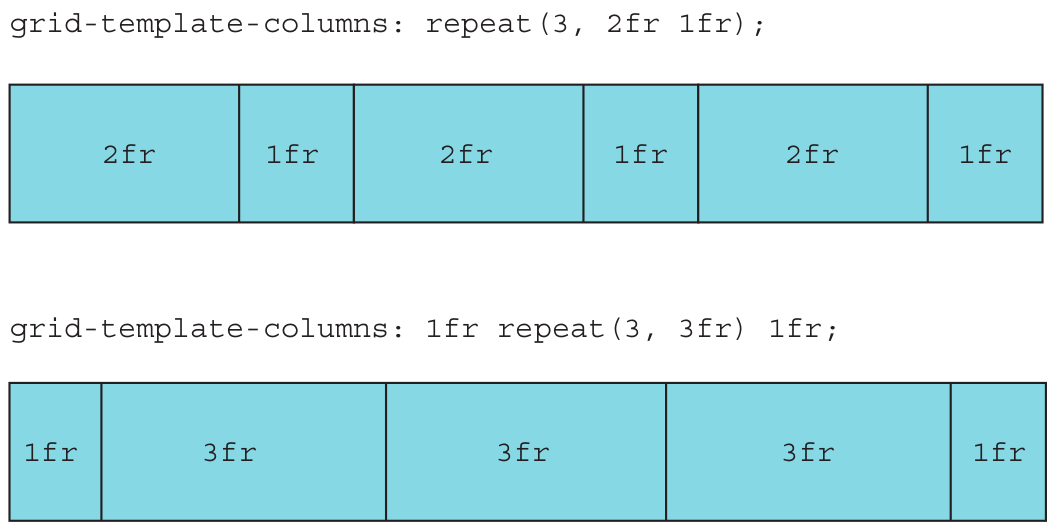 grid-template-columns: repeat(3, 2fr 1fr);
2fr 1fr 2fr 1fr 2fr 1fr
grid-template-columns: 1fr repeat(3, 3fr) 1fr;
1fr 3fr 3fr 3fr 1fr